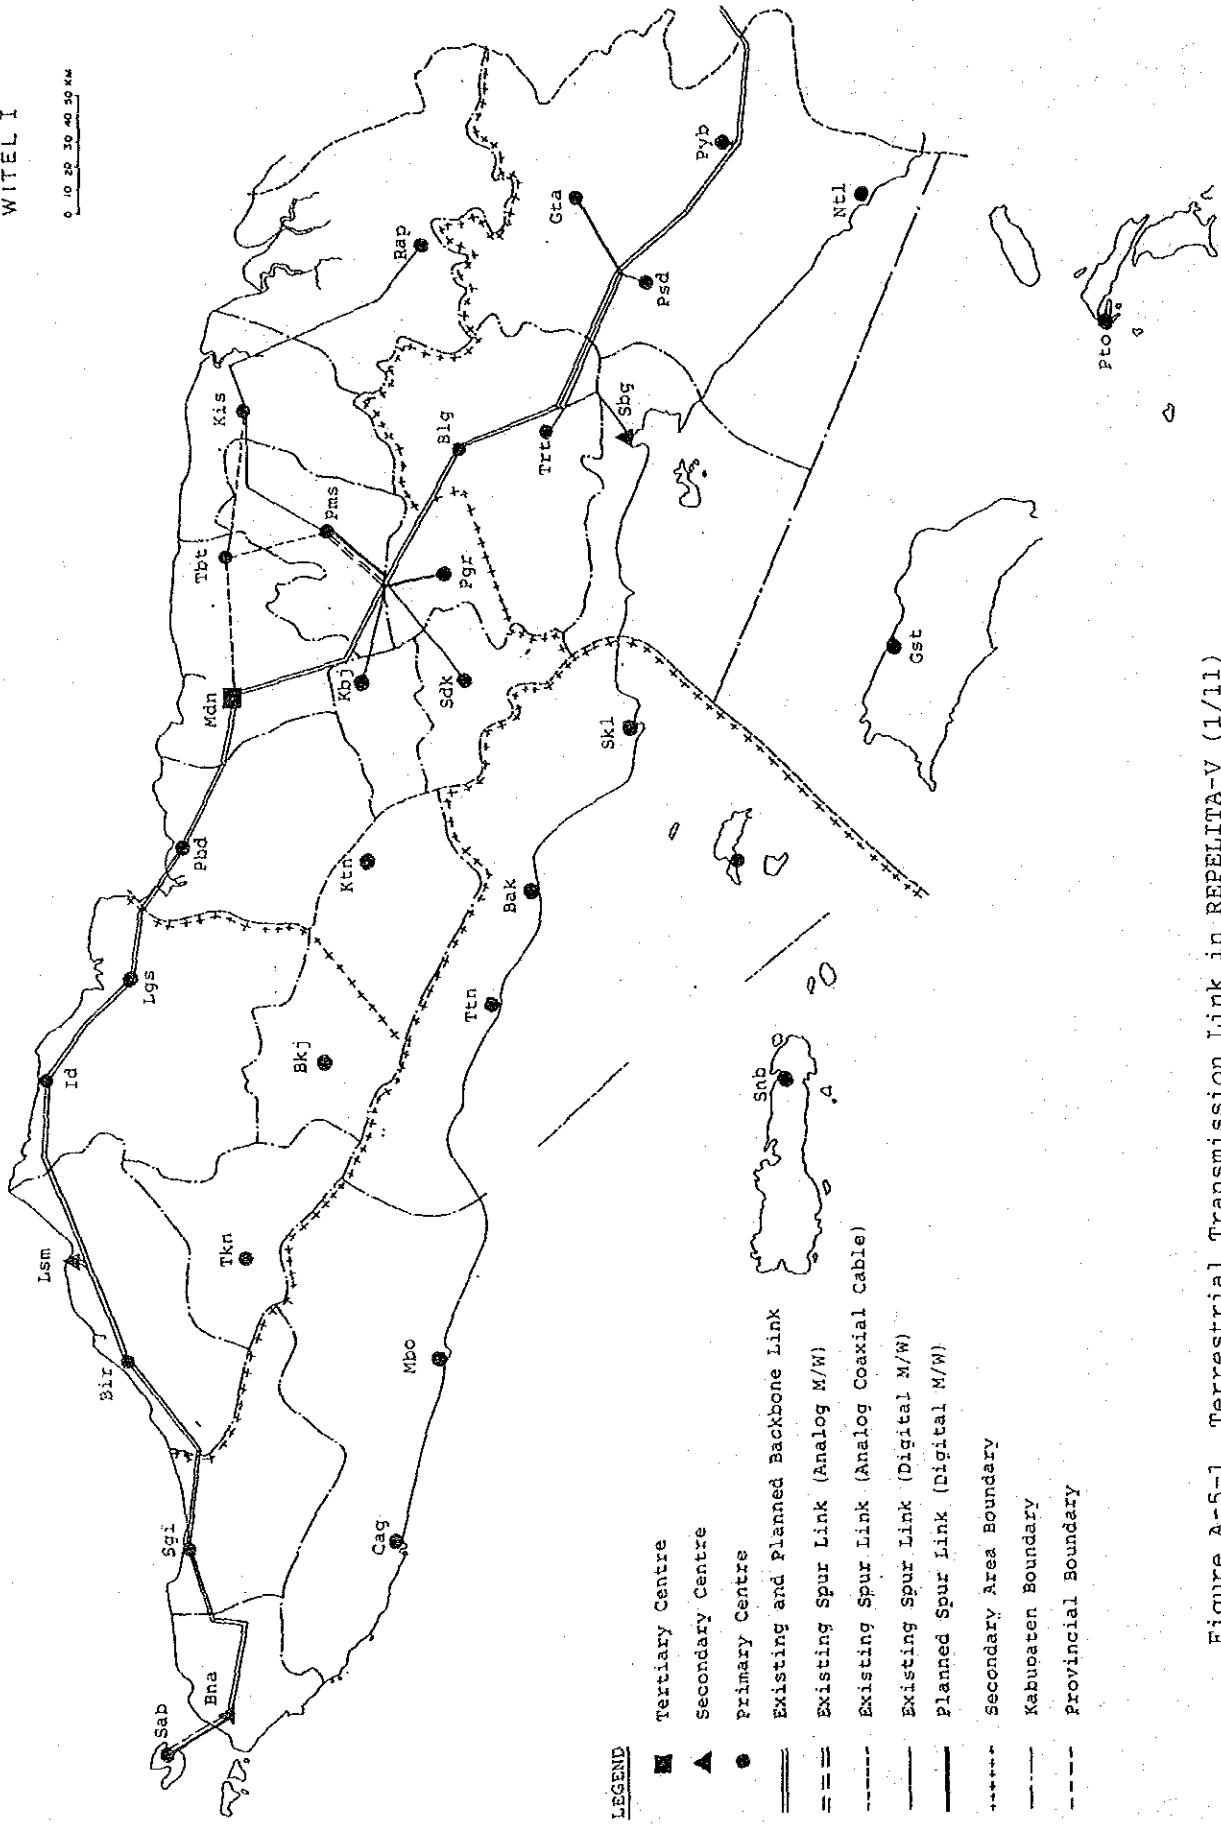 WITEL I
0 10 20 30 40 50 KM
Sab
Bna
Sgi
Bir
Lsm
Id
Lgs
Pbd
Mdn
Tbt
Kis
Rap
Pms
Kbj
Sdk
Pgr
Blg
Trt
Sbg
Gta
Psd
Pyb
Ntl
Pto
Gst
Skl
Bak
Ktn
Ttn
Bkj
Tkn
Mbo
Cag
Snb
LEGEND
Tertiary Centre
Secondary Centre
Primary Centre
Existing and Planned Backbone Link
Existing Spur Link (Analog M/W)
Existing Spur Link (Analog Coaxial Cable)
Existing Spur Link (Digital M/W)
Planned Spur Link (Digital M/W)
Secondary Area Boundary
Kabupaten Boundary
Provincial Boundary
Figure A-5-1 Terrestrial Transmission Link in REPELITA-V (1/11)